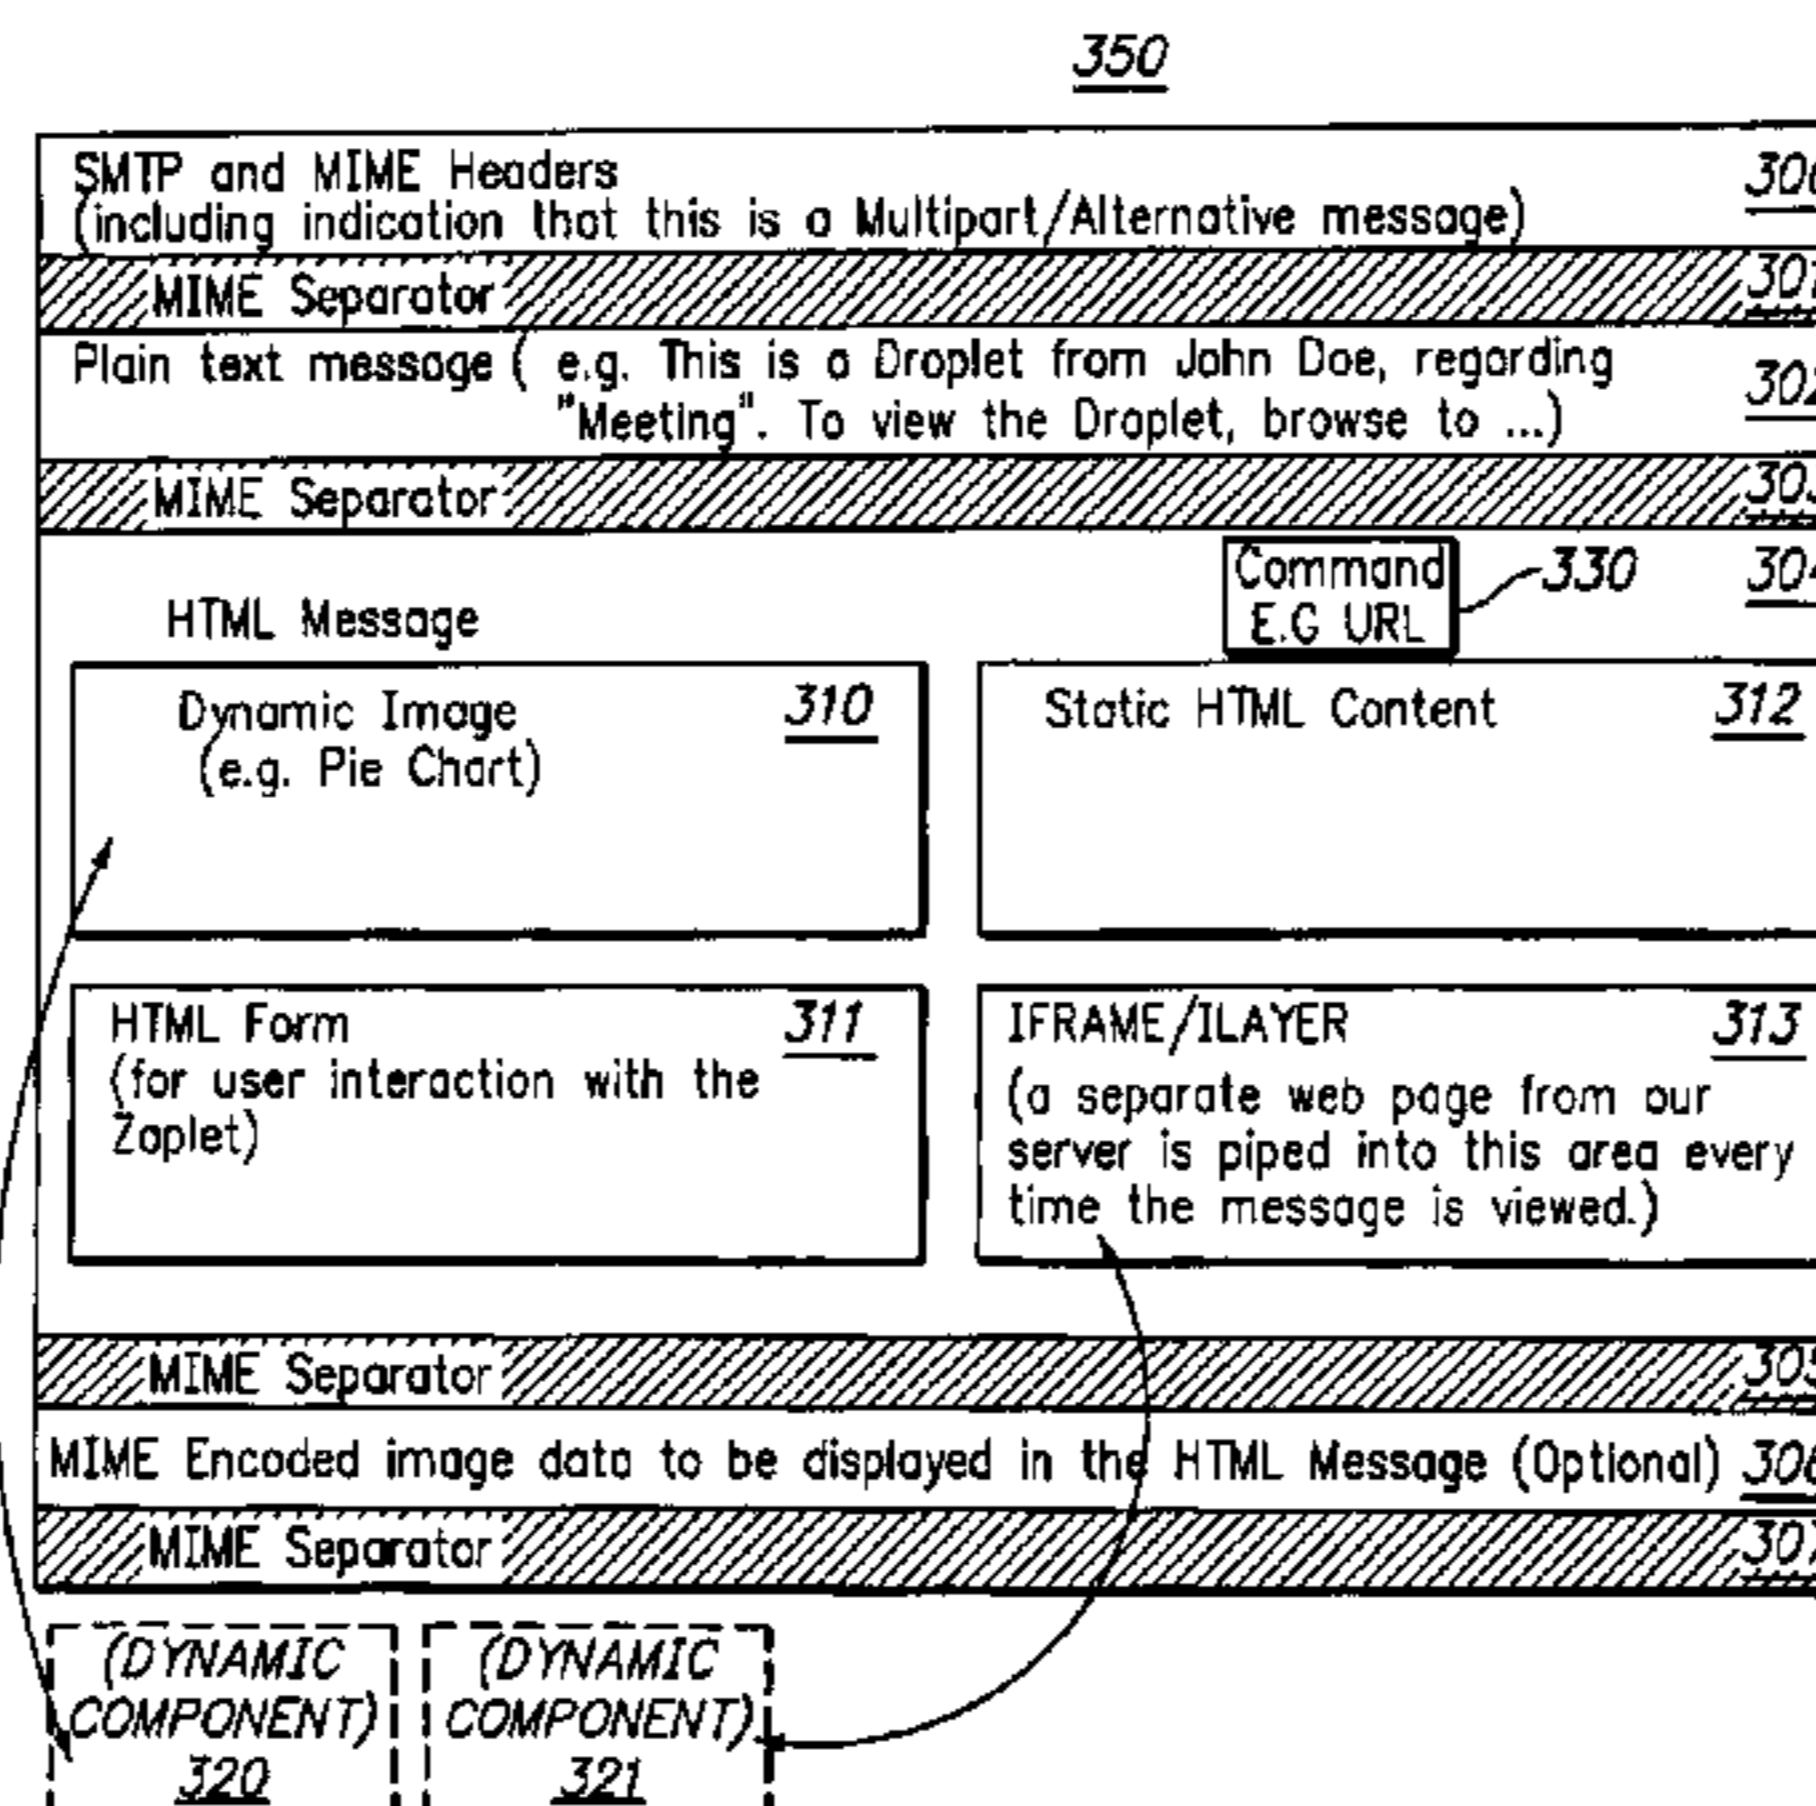 350
SMTP and MIME Headers
(including indication that this is a Multipart/Alternative message)
MIME Separator
Plain text message ( e.g. This is a Droplet from John Doe, regarding
"Meeting". To view the Droplet, browse to ...)
302
MIME Separator
Command
E.G URL
330
HTML Message
Dynamic Image
(e.g. Pie Chart)
310
Static HTML Content
312
HTML Form
(for user interaction with the
Zaplet)
311
IFRAME/ILAYER
313
(a separate web page from our
server is piped into this area every
time the message is viewed.)
MIME Separator
MIME Encoded image data to be displayed in the HTML Message (Optional)
MIME Separator
(DYNAMIC
COMPONENT)
320
(DYNAMIC
COMPONENT)
321